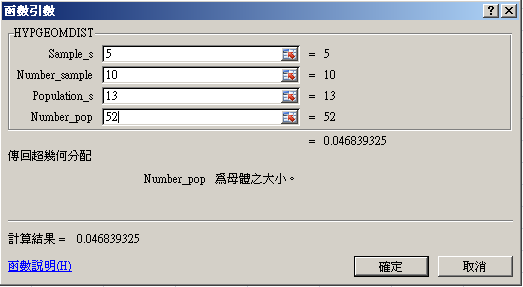 函數引數
HYPGEOMDIST
Sample_s 5 = 5
Number_sample 10 = 10
Population_s 13 = 13
Number_pop 52 = 52
= 0.046839325
傳回超幾何分配
Number_pop 為母體之大小。
計算結果 = 0.046839325
函數說明(H) 確定 取消